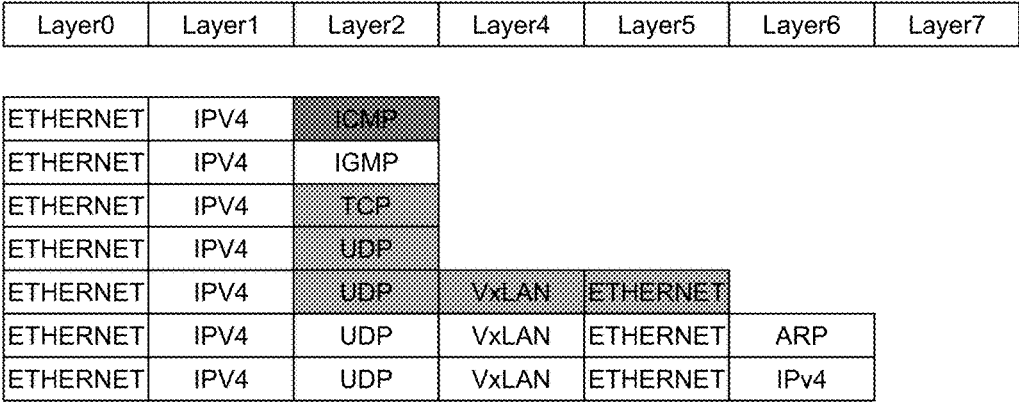 Layer0 Layer1 Layer2 Layer4 Layer5 Layer6 Layer7
ETHERNET IPV4 ICMP
ETHERNET IPV4 IGMP
ETHERNET IPV4 TCP
ETHERNET IPV4 UDP
ETHERNET IPV4 UDP VxLAN ETHERNET
ETHERNET IPV4 UDP VxLAN ETHERNET ARP
ETHERNET IPV4 UDP VxLAN ETHERNET IPv4